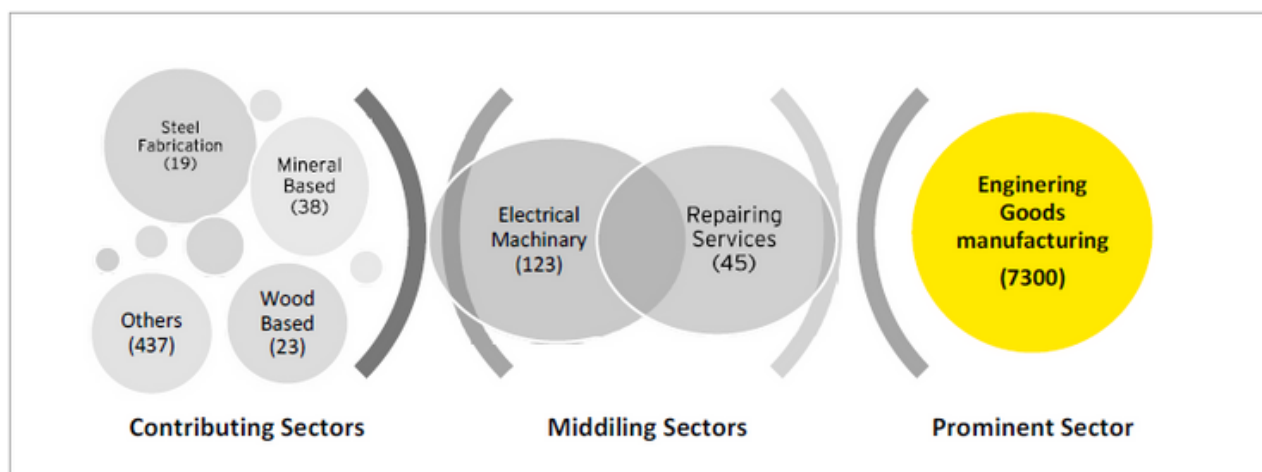 Steel
Fabrication
(19)
Mineral
Based
(38)
Others
(437)
Wood
Based
(23)
Electrical
Machinary
(123)
Repairing
Services
(45)
Enginering
Goods
manufacturing
(7300)
Contributing Sectors
Middiling Sectors
Prominent Sector